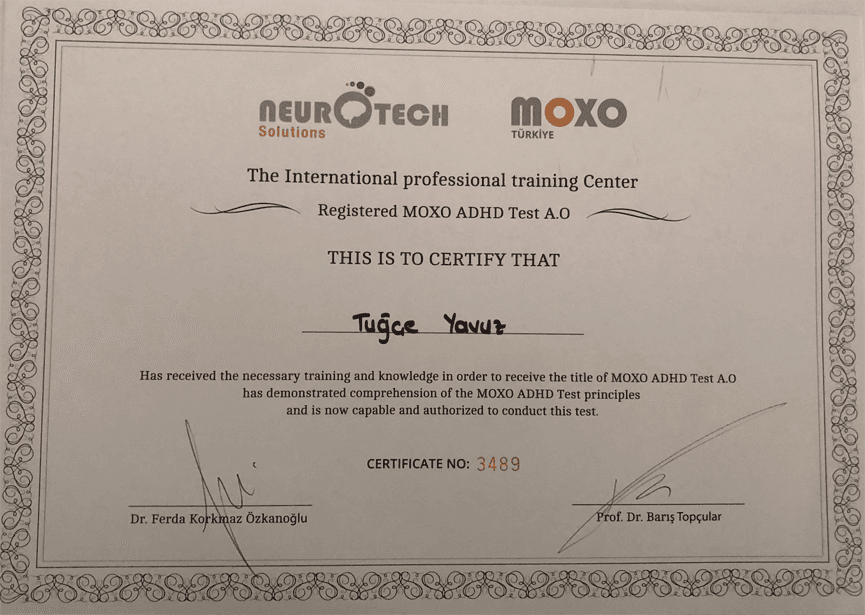 NEUROTECH
Solutions
MOXO
TÜRKİYE
The International professional training Center
Registered MOXO ADHD Test A.O
THIS IS TO CERTIFY THAT
Tuğçe Yavuz
Has received the necessary training and knowledge in order to receive the title of MOXO ADHD Test A.O
has demonstrated comprehension of the MOXO ADHD Test principles
and is now capable and authorized to conduct this test.
CERTIFICATE NO: 3489
Dr. Ferda Korkmaz Özkanoğlu
Prof. Dr. Barış Topçular